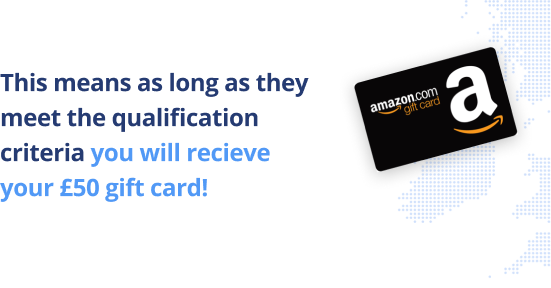 This means as long as they
meet the qualification
criteria you will recieve
your £50 gift card!
amazon.com
gift card
a